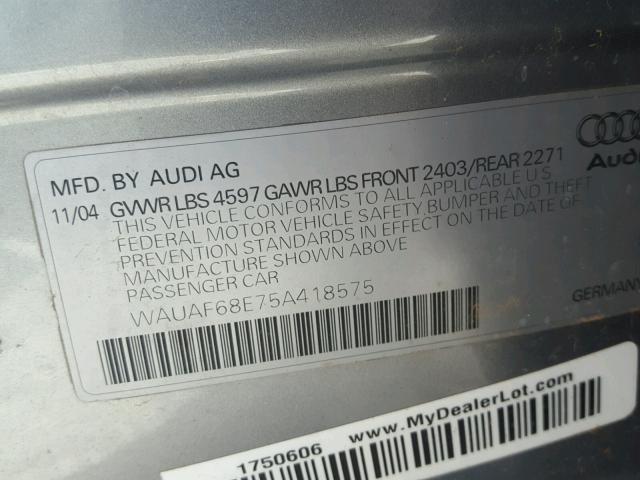 MFD. BY AUDI AG
11/04 GVWR LBS 4597 GAWR LBS FRONT 2403/REAR 2271
THIS VEHICLE CONFORMS TO ALL APPLICABLE U S
FEDERAL MOTOR VEHICLE SAFETY, BUMPER AND THEFT
PREVENTION STANDARDS IN EFFECT ON THE DATE OF
MANUFACTURE SHOWN ABOVE
PASSENGER CAR
WAUAF68E75A418575
Audi
GERMANY
1750606 www.MyDealerLot.com